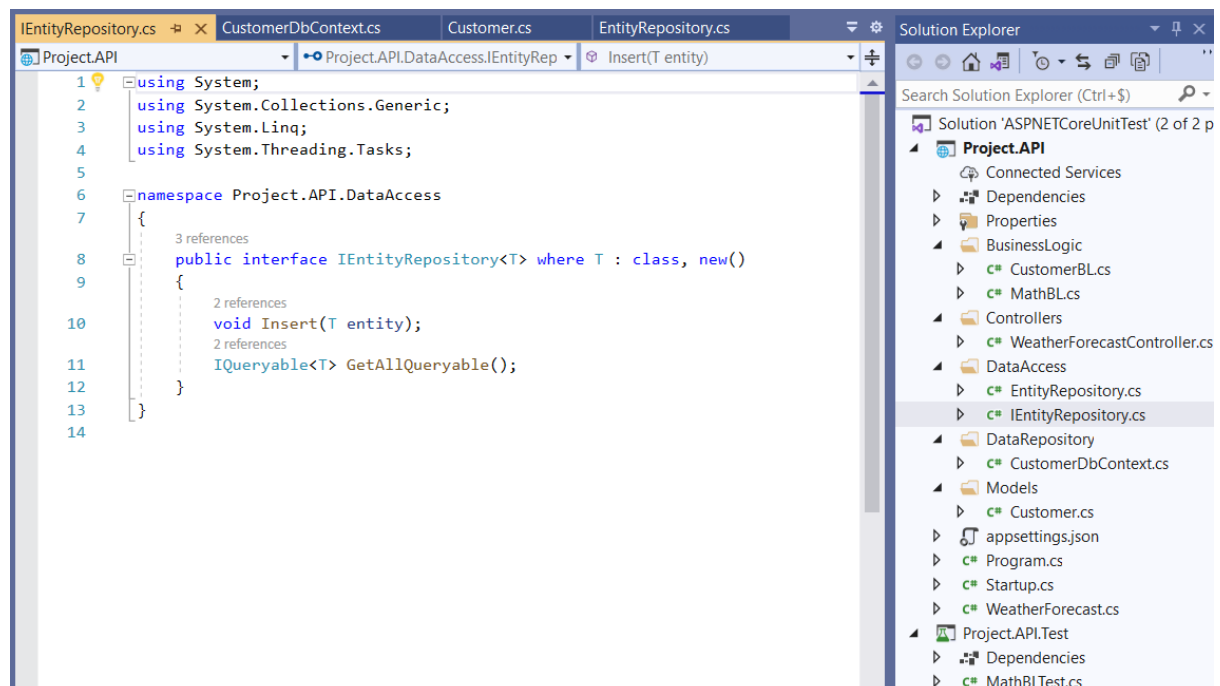 IEntityRepository.cs CustomerDbContext.cs Customer.cs EntityRepository.cs
Project.API Project.API.DataAccess.IEntityRep Insert(T entity)
1 using System;
2 using System.Collections.Generic;
3 using System.Linq;
4 using System.Threading.Tasks;
5
6 namespace Project.API.DataAccess
7 {
3 references
8 public interface IEntityRepository<T> where T : class, new()
9 {
2 references
10 void Insert(T entity);
2 references
11 IQueryable<T> GetAllQueryable();
12 }
13 }
14
Solution Explorer
Search Solution Explorer (Ctrl+$)
Solution 'ASPNETCoreUnitTest' (2 of 2 p
Project.API
Connected Services
Dependencies
Properties
BusinessLogic
C# CustomerBL.cs
C# MathBL.cs
Controllers
C# WeatherForecastController.cs
DataAccess
C# EntityRepository.cs
C# IEntityRepository.cs
DataRepository
C# CustomerDbContext.cs
Models
C# Customer.cs
appsettings.json
C# Program.cs
C# Startup.cs
C# WeatherForecast.cs
Project.API.Test
Dependencies
C# MathBLTest.cs